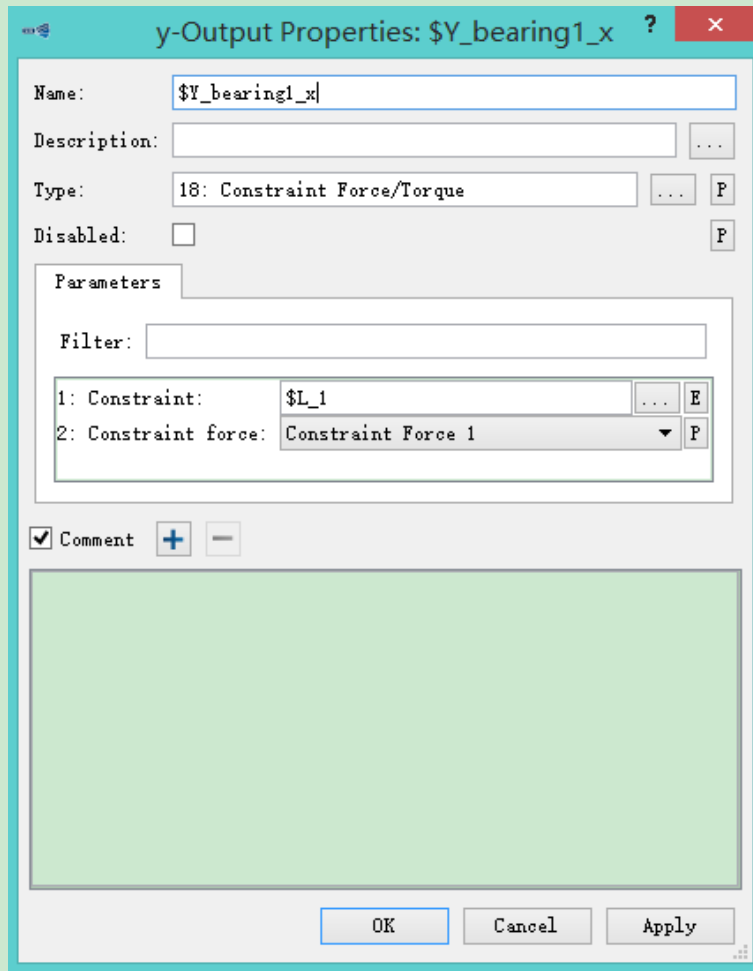 y-Output Properties: $Y_bearing1_x ? ×
Name: $Y_bearing1_x
Description: ...
Type: 18: Constraint Force/Torque ... P
Disabled: P
Parameters
Filter:
1: Constraint: $L_1 ... E
2: Constraint force: Constraint Force 1 P
Comment + −
OK Cancel Apply